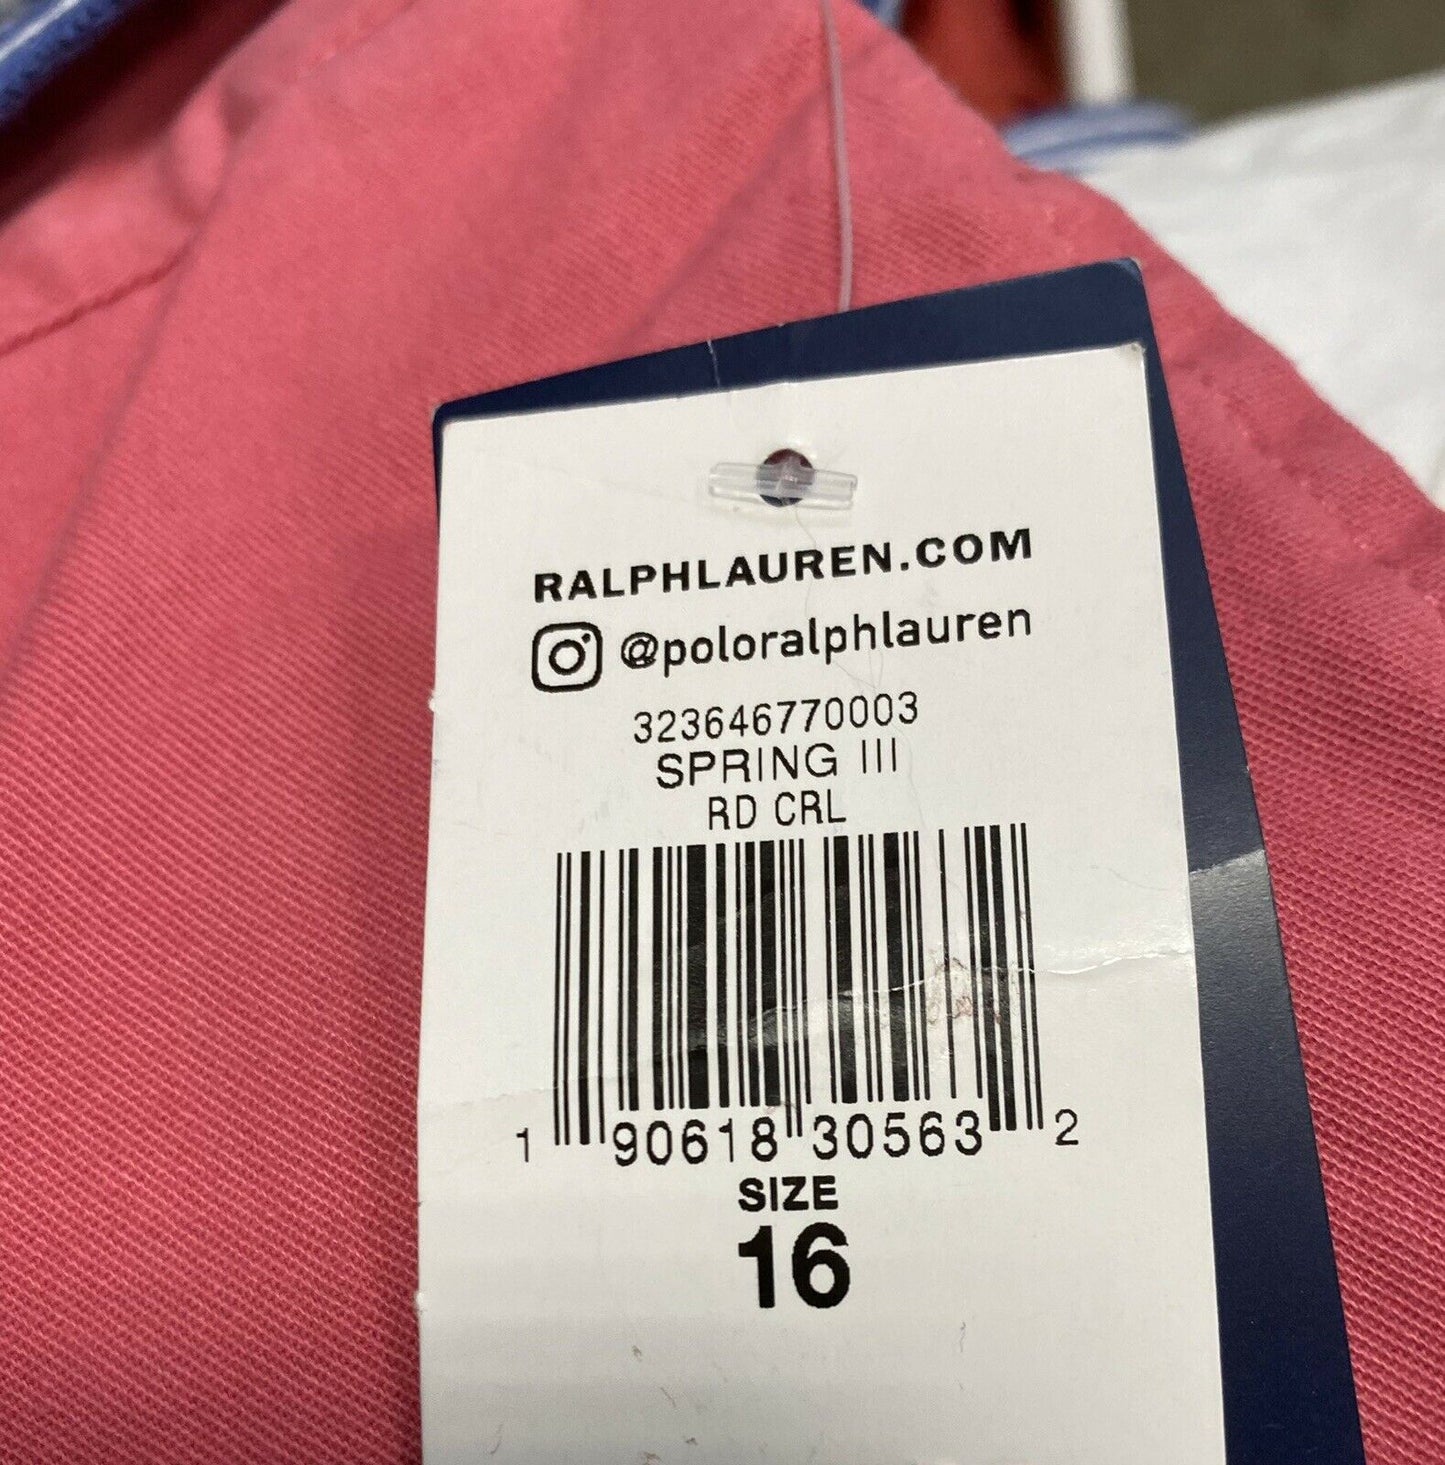 RALPHLAUREN.COM
@poloralphlauren
323646770003
SPRING III
RD CRL
1 90618 30563 2
SIZE
16